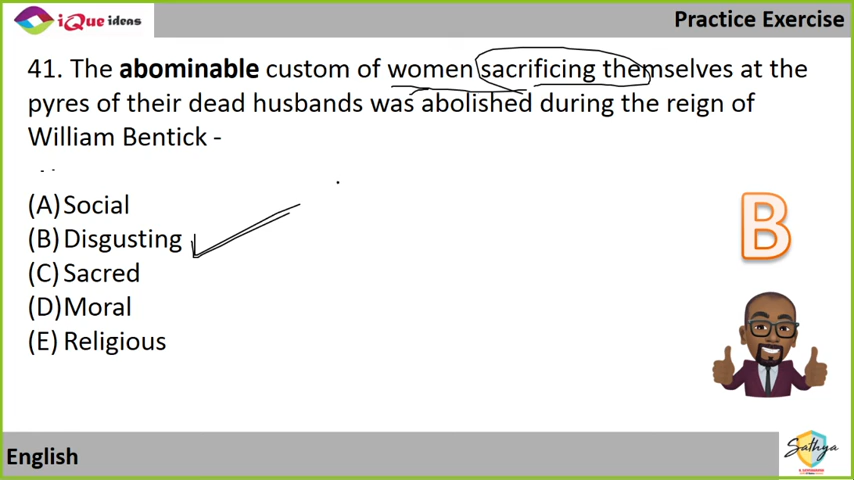 iQue ideas
Practice Exercise
41. The abominable custom of women sacrificing themselves at the
pyres of their dead husbands was abolished during the reign of
William Bentick -
(A) Social
(B) Disgusting
(C) Sacred
(D) Moral
(E) Religious
B
English
Sathya